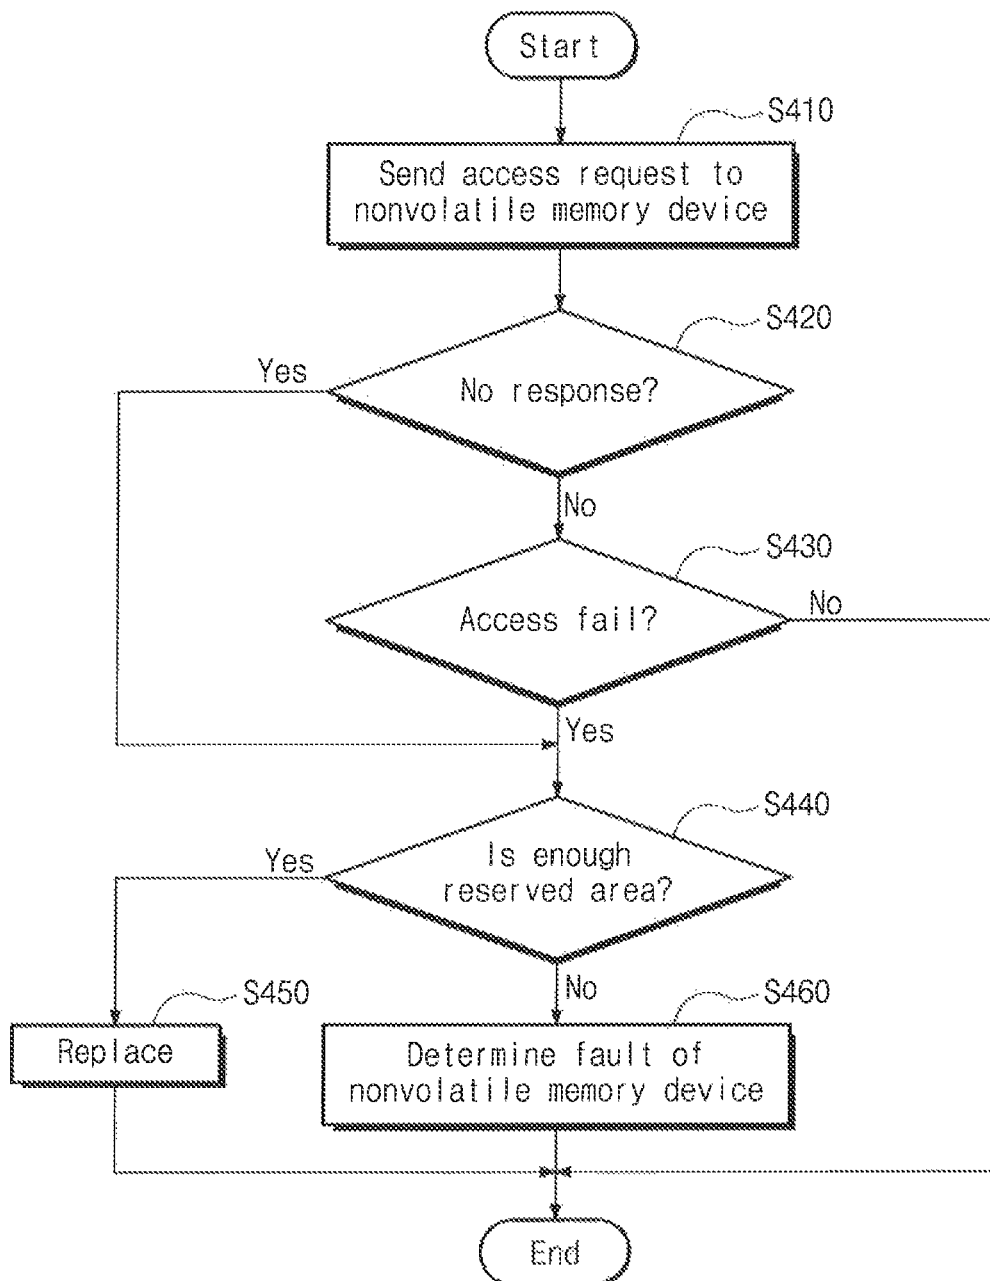 Start
S410
Send access request to
nonvolatile memory device
S420
Yes
No response?
No
S430
Access fail?
No
Yes
S440
Yes
Is enough
reserved area?
No
S450
S460
Replace
Determine fault of
nonvolatile memory device
End